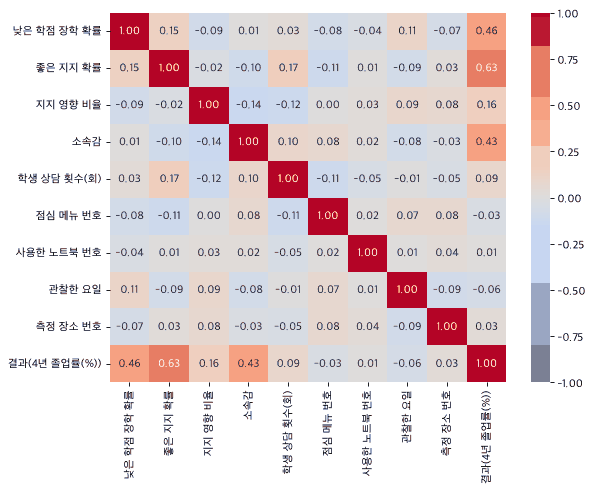 낮은 학점 장학 확률 1.00 0.15 -0.09 0.01 0.03 -0.08 -0.04 0.11 -0.07 0.46
좋은 지지 확률 0.15 1.00 -0.02 -0.10 0.17 -0.11 0.01 -0.09 0.03 0.63
지지 영향 비율 -0.09 -0.02 1.00 -0.14 -0.12 0.00 0.03 0.09 0.08 0.16
소속감 0.01 -0.10 -0.14 1.00 0.10 0.08 0.02 -0.08 -0.03 0.43
학생 상담 횟수(회) 0.03 0.17 -0.12 0.10 1.00 -0.11 -0.05 -0.01 -0.05 0.09
점심 메뉴 번호 -0.08 -0.11 0.00 0.08 -0.11 1.00 0.02 0.07 0.08 -0.03
사용한 노트북 번호 -0.04 0.01 0.03 0.02 -0.05 0.02 1.00 0.01 0.04 0.01
관찰한 요일 0.11 -0.09 0.09 -0.08 -0.01 0.07 0.01 1.00 -0.09 -0.06
측정 장소 번호 -0.07 0.03 0.08 -0.03 -0.05 0.08 0.04 -0.09 1.00 0.03
결과(4년 졸업률(%)) 0.46 0.63 0.16 0.43 0.09 -0.03 0.01 -0.06 0.03 1.00
낮은 학점 장학 확률
좋은 지지 확률
지지 영향 비율
소속감
학생 상담 횟수(회)
점심 메뉴 번호
사용한 노트북 번호
관찰한 요일
측정 장소 번호
결과(4년 졸업률(%))
1.00
0.75
0.50
0.25
0.00
-0.25
-0.50
-0.75
-1.00